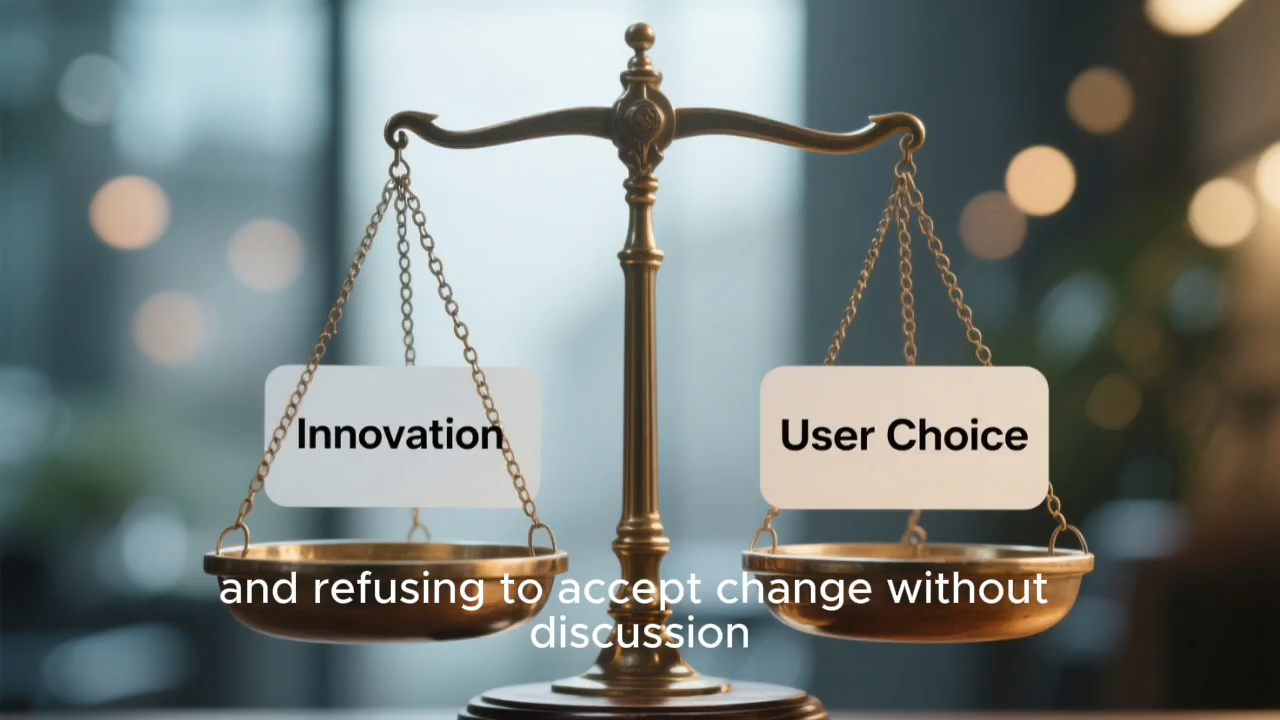 Innovation
User Choice
and refusing to accept change without
discussion